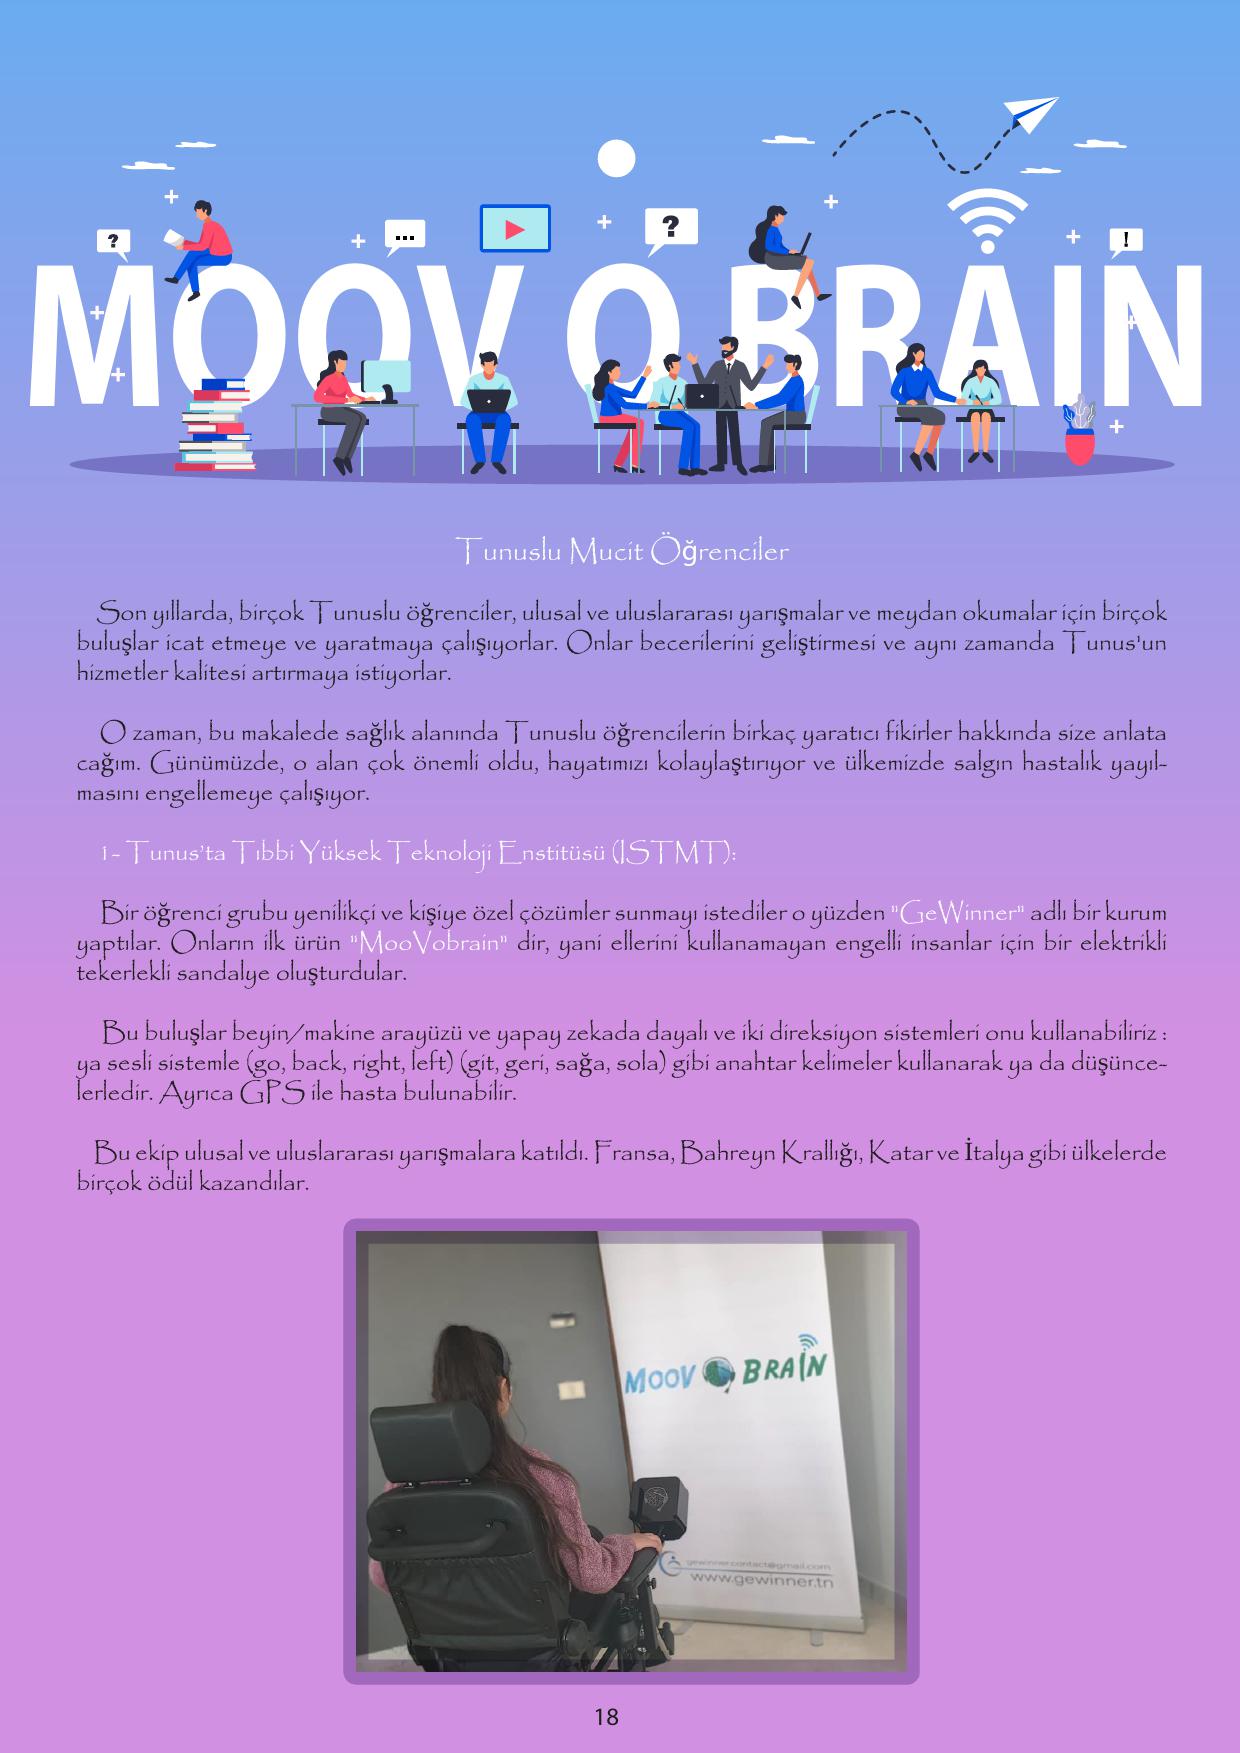 ?
...
?
!
MOOV O BRAIN
Tunuslu Mucit Öğrenciler
Son yıllarda, birçok Tunuslu öğrenciler, ulusal ve uluslararası yarışmalar ve meydan okumalar için birçok
buluşlar icat etmeye ve yaratmaya çalışıyorlar. Onlar becerilerini geliştirmesi ve aynı zamanda Tunus'un
hizmetler kalitesi artırmaya istiyorlar.
O zaman, bu makalede sağlık alanında Tunuslu öğrencilerin birkaç yaratıcı fikirler hakkında size anlata
cağım. Günümüzde, o alan çok önemli oldu, hayatımızı kolaylaştırıyor ve ülkemizde salgın hastalık yayıl-
masını engellemeye çalışıyor.
1- Tunus'ta Tıbbi Yüksek Teknoloji Enstitüsü (ISTMT):
Bir öğrenci grubu yenilikçi ve kişiye özel çözümler sunmayı istediler o yüzden "GeWinner" adlı bir kurum
yaptılar. Onların ilk ürün "MooVobrain" dir, yani ellerini kullanamayan engelli insanlar için bir elektrikli
tekerlekli sandalye oluşturdular.
Bu buluşlar beyin/makine arayüzü ve yapay zekada dayalı ve iki direksiyon sistemleri onu kullanabiliriz :
ya sesli sistemle (go, back, right, left) (git, geri, sağa, sola) gibi anahtar kelimeler kullanarak ya da düşünce-
lerledir. Ayrıca GPS ile hasta bulunabilir.
Bu ekip ulusal ve uluslararası yarışmalara katıldı. Fransa, Bahreyn Krallığı, Katar ve İtalya gibi ülkelerde
birçok ödül kazandılar.
MOOV BRAIN
gewinner.contact@gmail.com
www.gewinner.tn
18